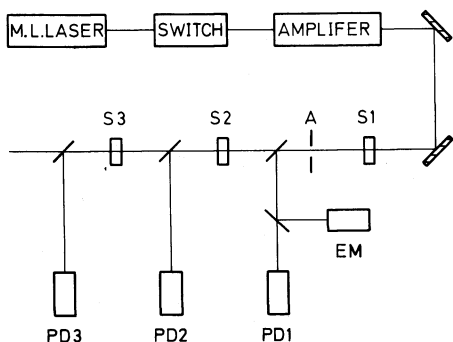 M.L.LASER SWITCH AMPLIFER
S3 S2 A S1
EM
PD3 PD2 PD1